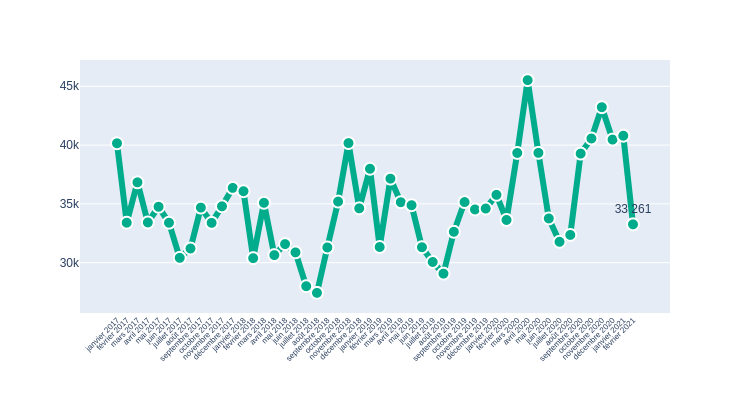 45k
40k
35k
30k
33 261
janvier 2017
février 2017
mars 2017
avril 2017
mai 2017
juin 2017
juillet 2017
août 2017
septembre 2017
octobre 2017
novembre 2017
décembre 2017
janvier 2018
février 2018
mars 2018
avril 2018
mai 2018
juin 2018
juillet 2018
août 2018
septembre 2018
octobre 2018
novembre 2018
décembre 2018
janvier 2019
février 2019
mars 2019
avril 2019
mai 2019
juin 2019
juillet 2019
août 2019
septembre 2019
octobre 2019
novembre 2019
décembre 2019
janvier 2020
février 2020
mars 2020
avril 2020
mai 2020
juin 2020
juillet 2020
août 2020
septembre 2020
octobre 2020
novembre 2020
décembre 2020
janvier 2021
février 2021